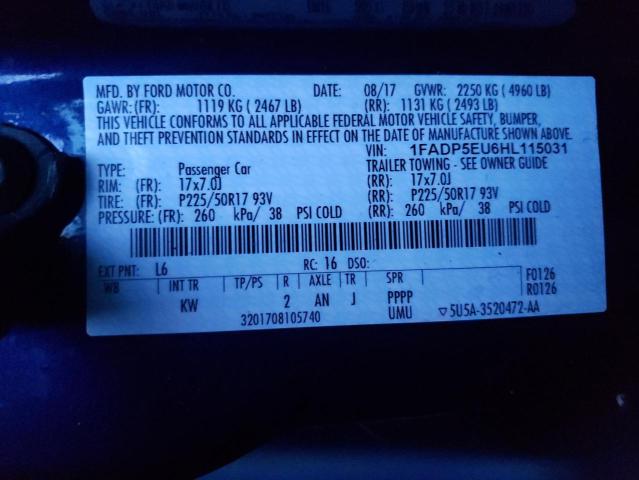 MFD. BY FORD MOTOR CO. DATE: 08/17 GVWR: 2250 KG ( 4960 LB)
GAWR: (FR): 1119 KG ( 2467 LB) (RR): 1131 KG ( 2493 LB)
THIS VEHICLE CONFORMS TO ALL APPLICABLE FEDERAL MOTOR VEHICLE SAFETY, BUMPER,
AND THEFT PREVENTION STANDARDS IN EFFECT ON THE DATE OF MANUFACTURE SHOWN ABOVE.
VIN: 1FADP5EU6HL115031
TYPE: Passenger Car TRAILER TOWING - SEE OWNER GUIDE
RIM: (FR): 17x7.0J (RR): 17x7.0J
TIRE: (FR): P225/50R17 93V (RR): P225/50R17 93V
PRESSURE: (FR): 260 kPa/ 38 PSI COLD (RR): 260 kPa/ 38 PSI COLD
EXT PNT: L6 RC: 16 DSO: F0126
WB INT TR TP/PS R AXLE TR SPR R0126
KW 2 AN J PPPP
3201708105740 UMU ▽5U5A-3520472-AA